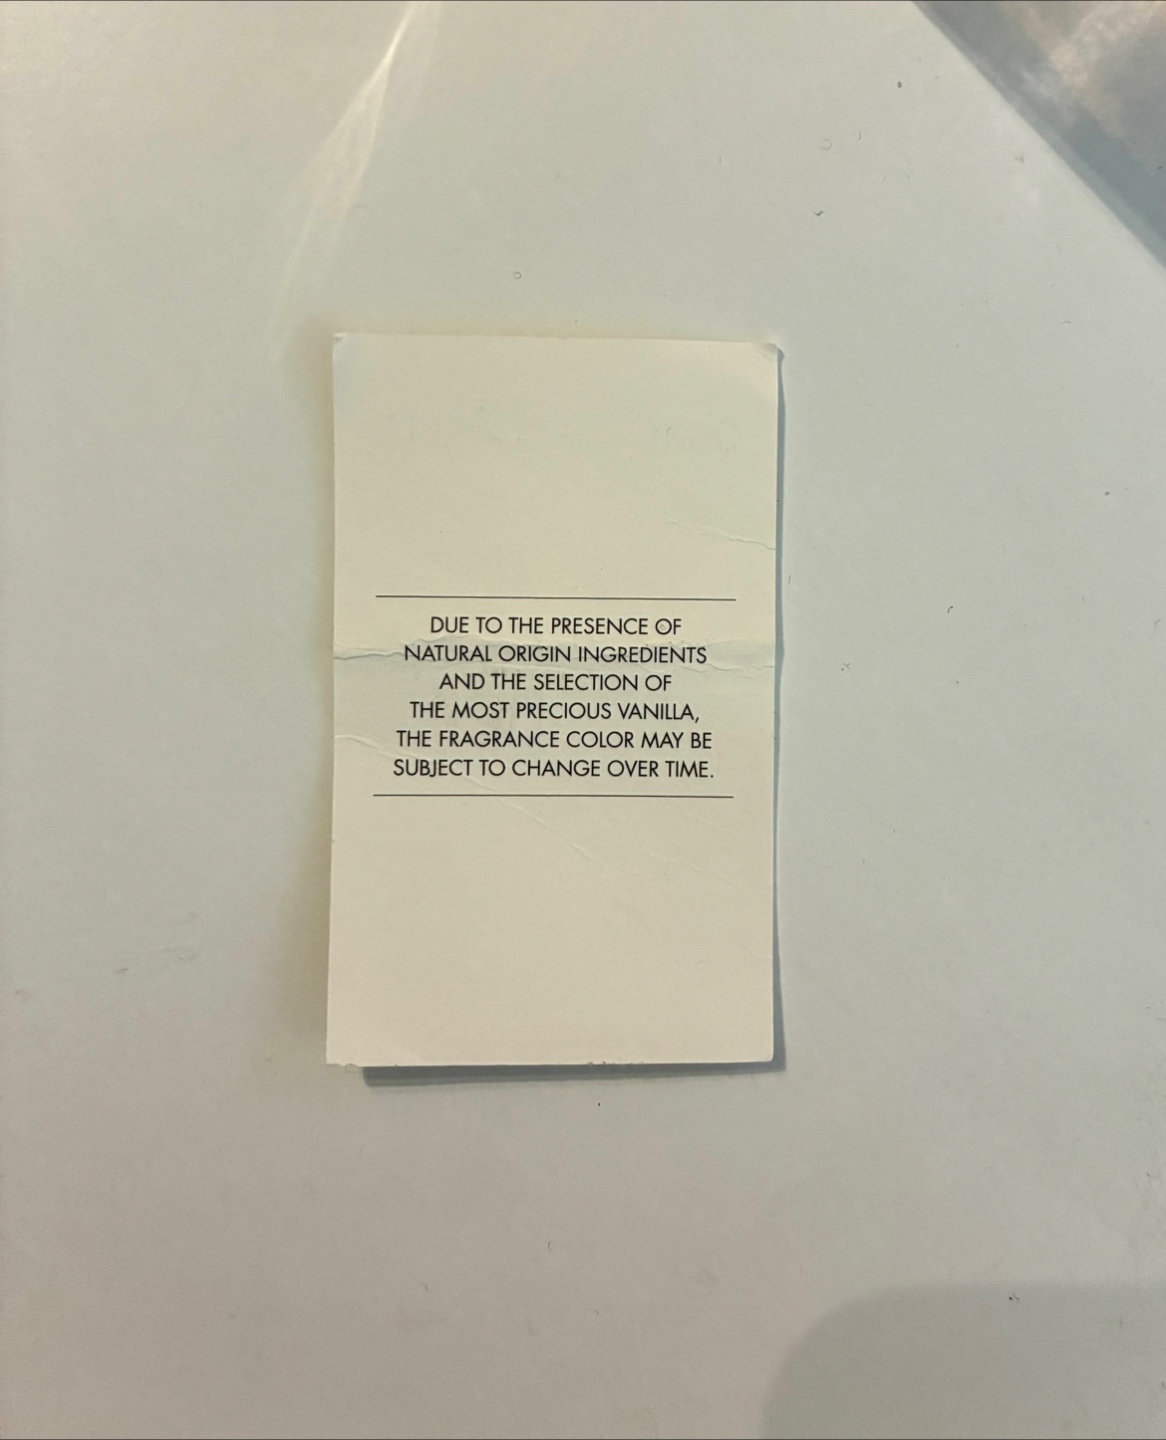 DUE TO THE PRESENCE OF
NATURAL ORIGIN INGREDIENTS
AND THE SELECTION OF
THE MOST PRECIOUS VANILLA,
THE FRAGRANCE COLOR MAY BE
SUBJECT TO CHANGE OVER TIME.